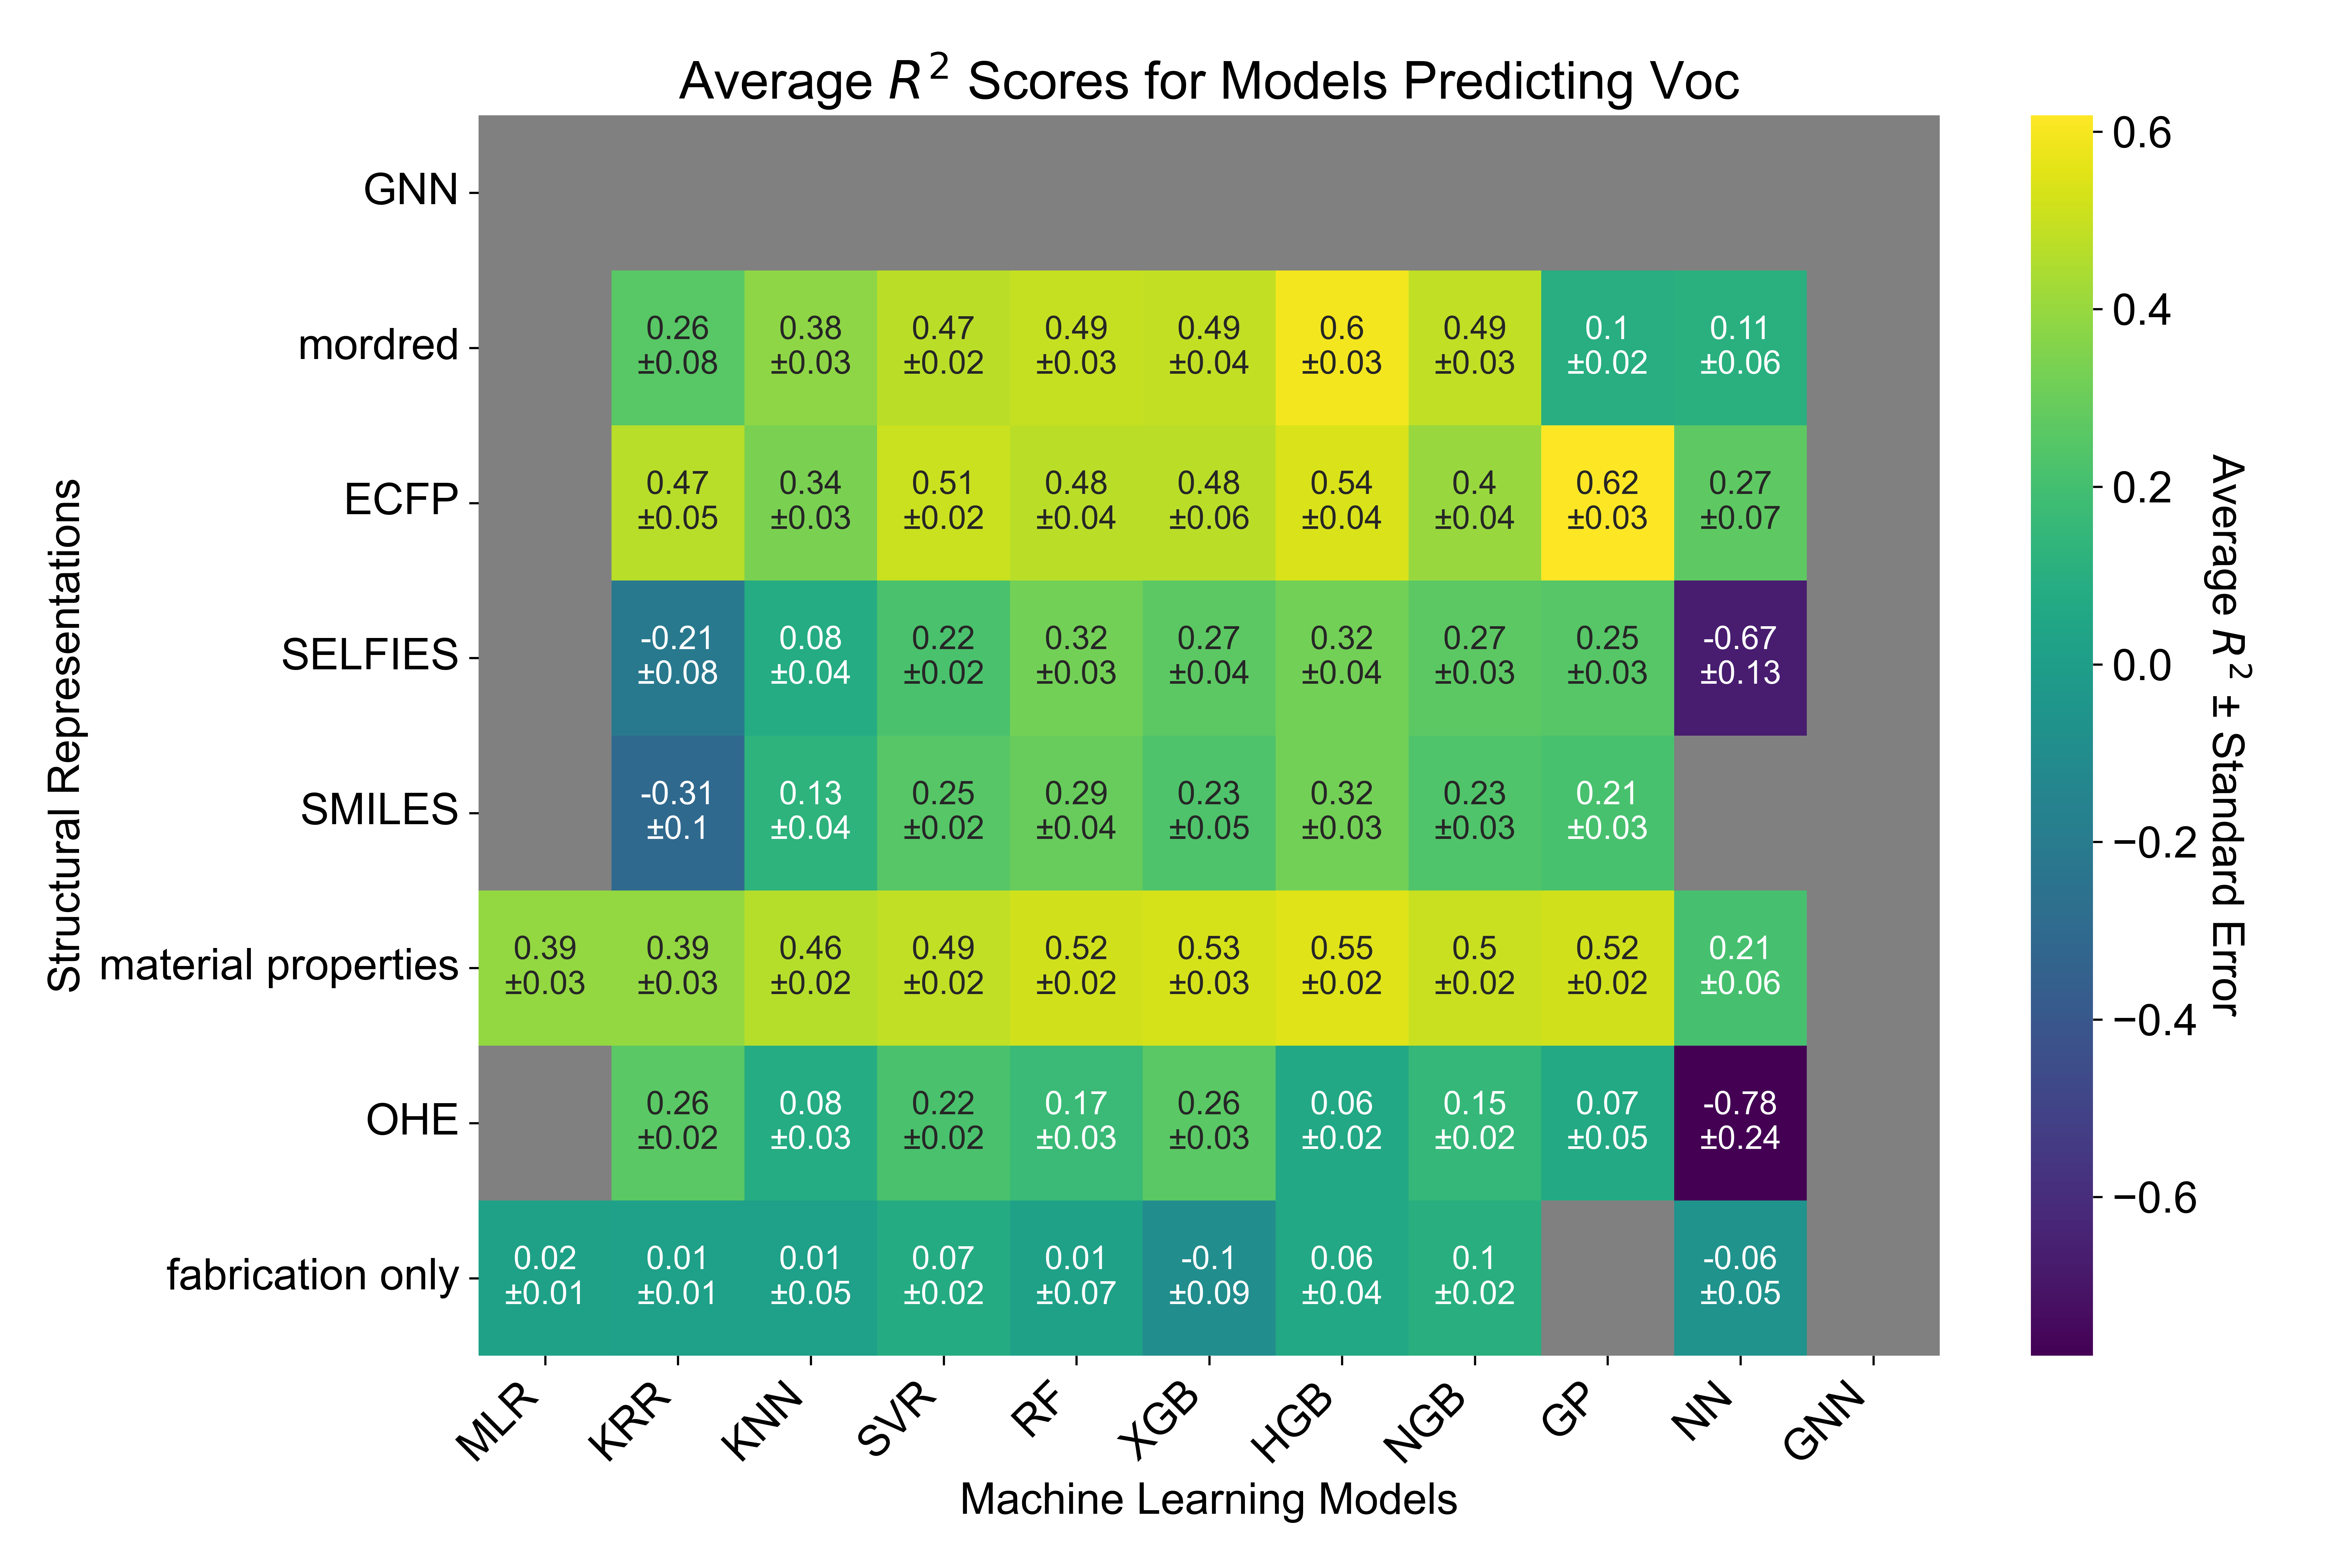 Average R² Scores for Models Predicting Voc
GNN
mordred
0.26 0.38 0.47 0.49 0.49 0.6 0.49 0.1 0.11
±0.08 ±0.03 ±0.02 ±0.03 ±0.04 ±0.03 ±0.03 ±0.02 ±0.06
ECFP
0.47 0.34 0.51 0.48 0.48 0.54 0.4 0.62 0.27
±0.05 ±0.03 ±0.02 ±0.04 ±0.06 ±0.04 ±0.04 ±0.03 ±0.07
SELFIES
-0.21 0.08 0.22 0.32 0.27 0.32 0.27 0.25 -0.67
±0.08 ±0.04 ±0.02 ±0.03 ±0.04 ±0.04 ±0.03 ±0.03 ±0.13
SMILES
-0.31 0.13 0.25 0.29 0.23 0.32 0.23 0.21
±0.1 ±0.04 ±0.02 ±0.04 ±0.05 ±0.03 ±0.03 ±0.03
material properties
0.39 0.39 0.46 0.49 0.52 0.53 0.55 0.5 0.52 0.21
±0.03 ±0.03 ±0.02 ±0.02 ±0.02 ±0.03 ±0.02 ±0.02 ±0.02 ±0.06
OHE
0.26 0.08 0.22 0.17 0.26 0.06 0.15 0.07 -0.78
±0.02 ±0.03 ±0.02 ±0.03 ±0.03 ±0.02 ±0.02 ±0.05 ±0.24
fabrication only
0.02 0.01 0.01 0.07 0.01 -0.1 0.06 0.1 -0.06
±0.01 ±0.01 ±0.05 ±0.02 ±0.07 ±0.09 ±0.04 ±0.02 ±0.05
MLR KRR KNN SVR RF XGB HGB NGB GP NN GNN
Machine Learning Models
Structural Representations
0.6
0.4
0.2
0.0
−0.2
−0.4
−0.6
Average R² ± Standard Error